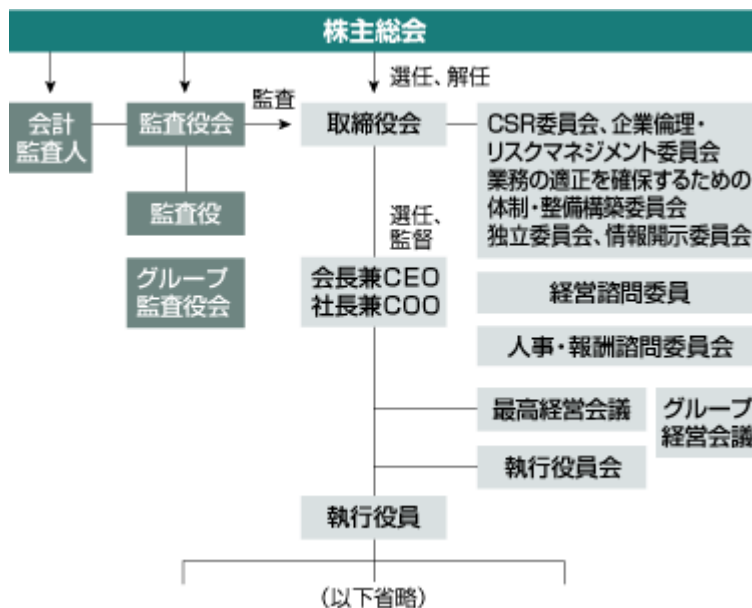 株主総会
選任、解任
監査
会計
監査人
監査役会
取締役会
CSR委員会、企業倫理・
リスクマネジメント委員会
業務の適正を確保するための
体制・整備構築委員会
独立委員会、情報開示委員会
監査役
選任、
監督
グループ
監査役会
会長兼CEO
社長兼COO
経営諮問委員
人事・報酬諮問委員会
最高経営会議
グループ
経営会議
執行役員会
執行役員
(以下省略)